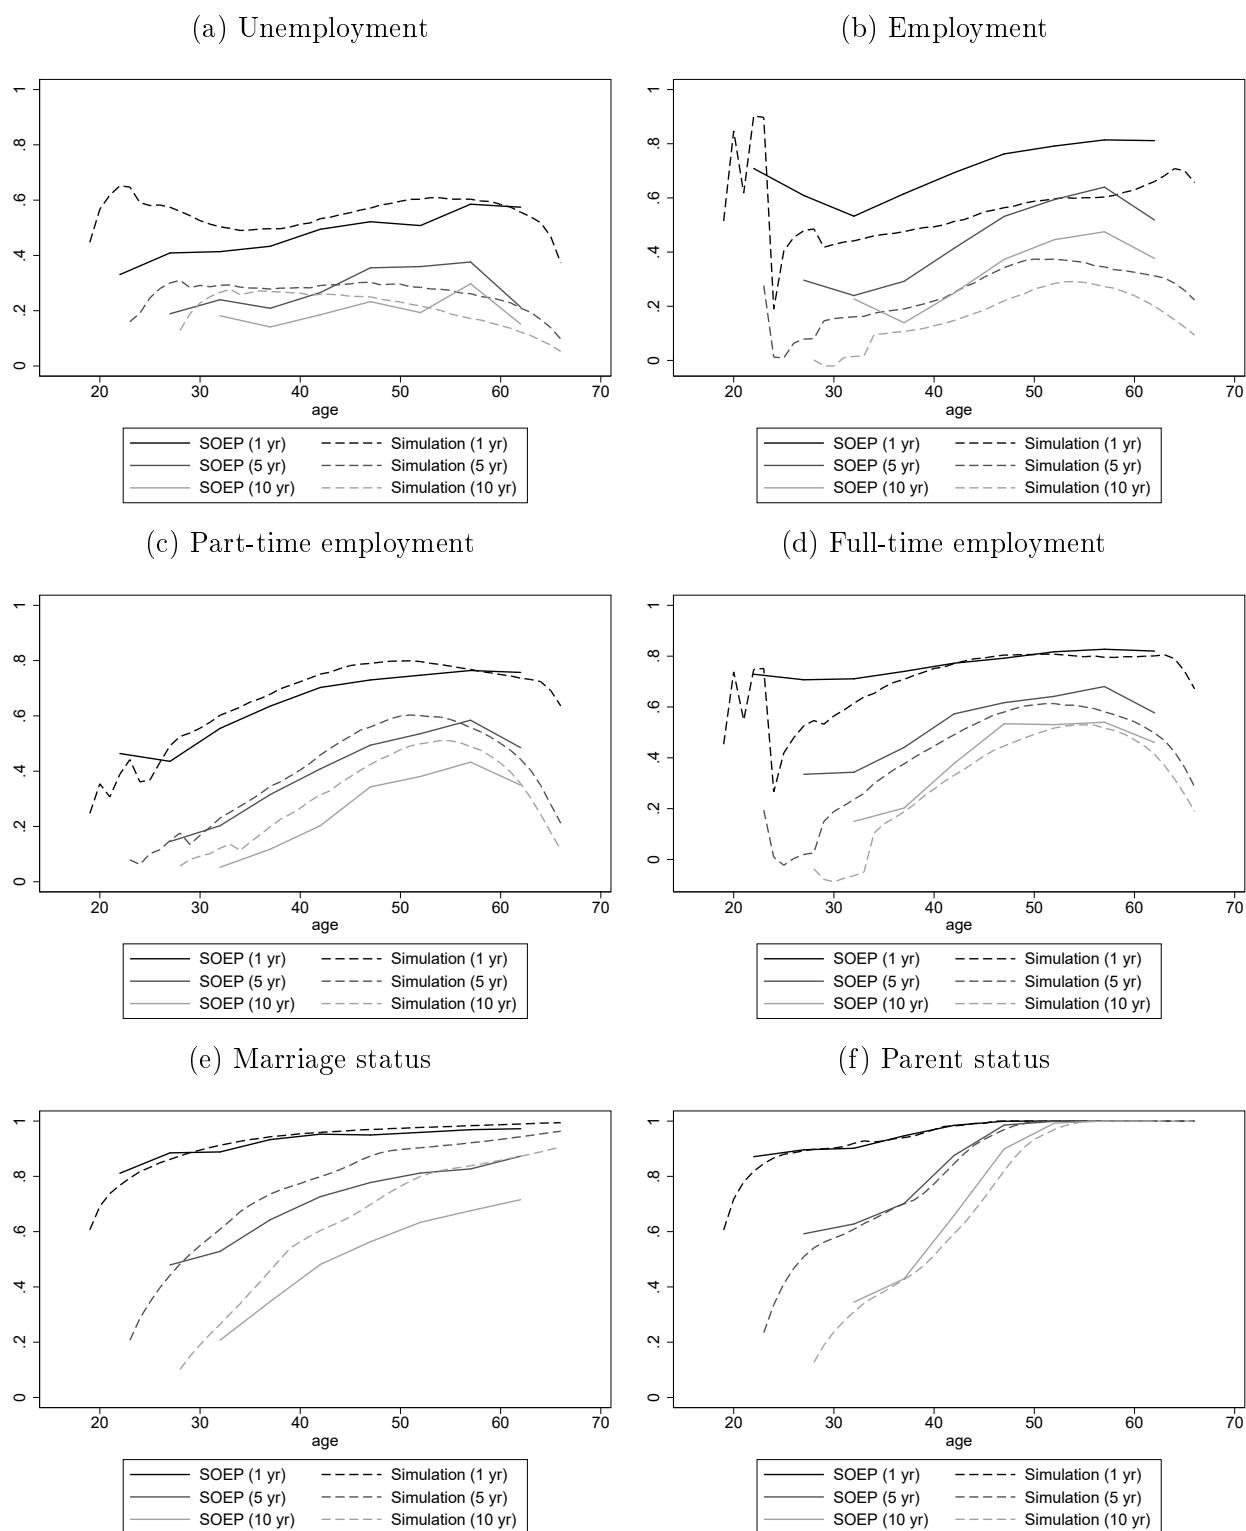 (a) Unemployment
(b) Employment
1
.8
.6
.4
.2
0
20 30 40 50 60 70
age
SOEP (1 yr) Simulation (1 yr)
SOEP (5 yr) Simulation (5 yr)
SOEP (10 yr) Simulation (10 yr)
1
.8
.6
.4
.2
0
20 30 40 50 60 70
age
SOEP (1 yr) Simulation (1 yr)
SOEP (5 yr) Simulation (5 yr)
SOEP (10 yr) Simulation (10 yr)
(c) Part-time employment
(d) Full-time employment
1
.8
.6
.4
.2
0
20 30 40 50 60 70
age
SOEP (1 yr) Simulation (1 yr)
SOEP (5 yr) Simulation (5 yr)
SOEP (10 yr) Simulation (10 yr)
1
.8
.6
.4
.2
0
20 30 40 50 60 70
age
SOEP (1 yr) Simulation (1 yr)
SOEP (5 yr) Simulation (5 yr)
SOEP (10 yr) Simulation (10 yr)
(e) Marriage status
(f) Parent status
1
.8
.6
.4
.2
0
20 30 40 50 60 70
age
SOEP (1 yr) Simulation (1 yr)
SOEP (5 yr) Simulation (5 yr)
SOEP (10 yr) Simulation (10 yr)
1
.8
.6
.4
.2
0
20 30 40 50 60 70
age
SOEP (1 yr) Simulation (1 yr)
SOEP (5 yr) Simulation (5 yr)
SOEP (10 yr) Simulation (10 yr)